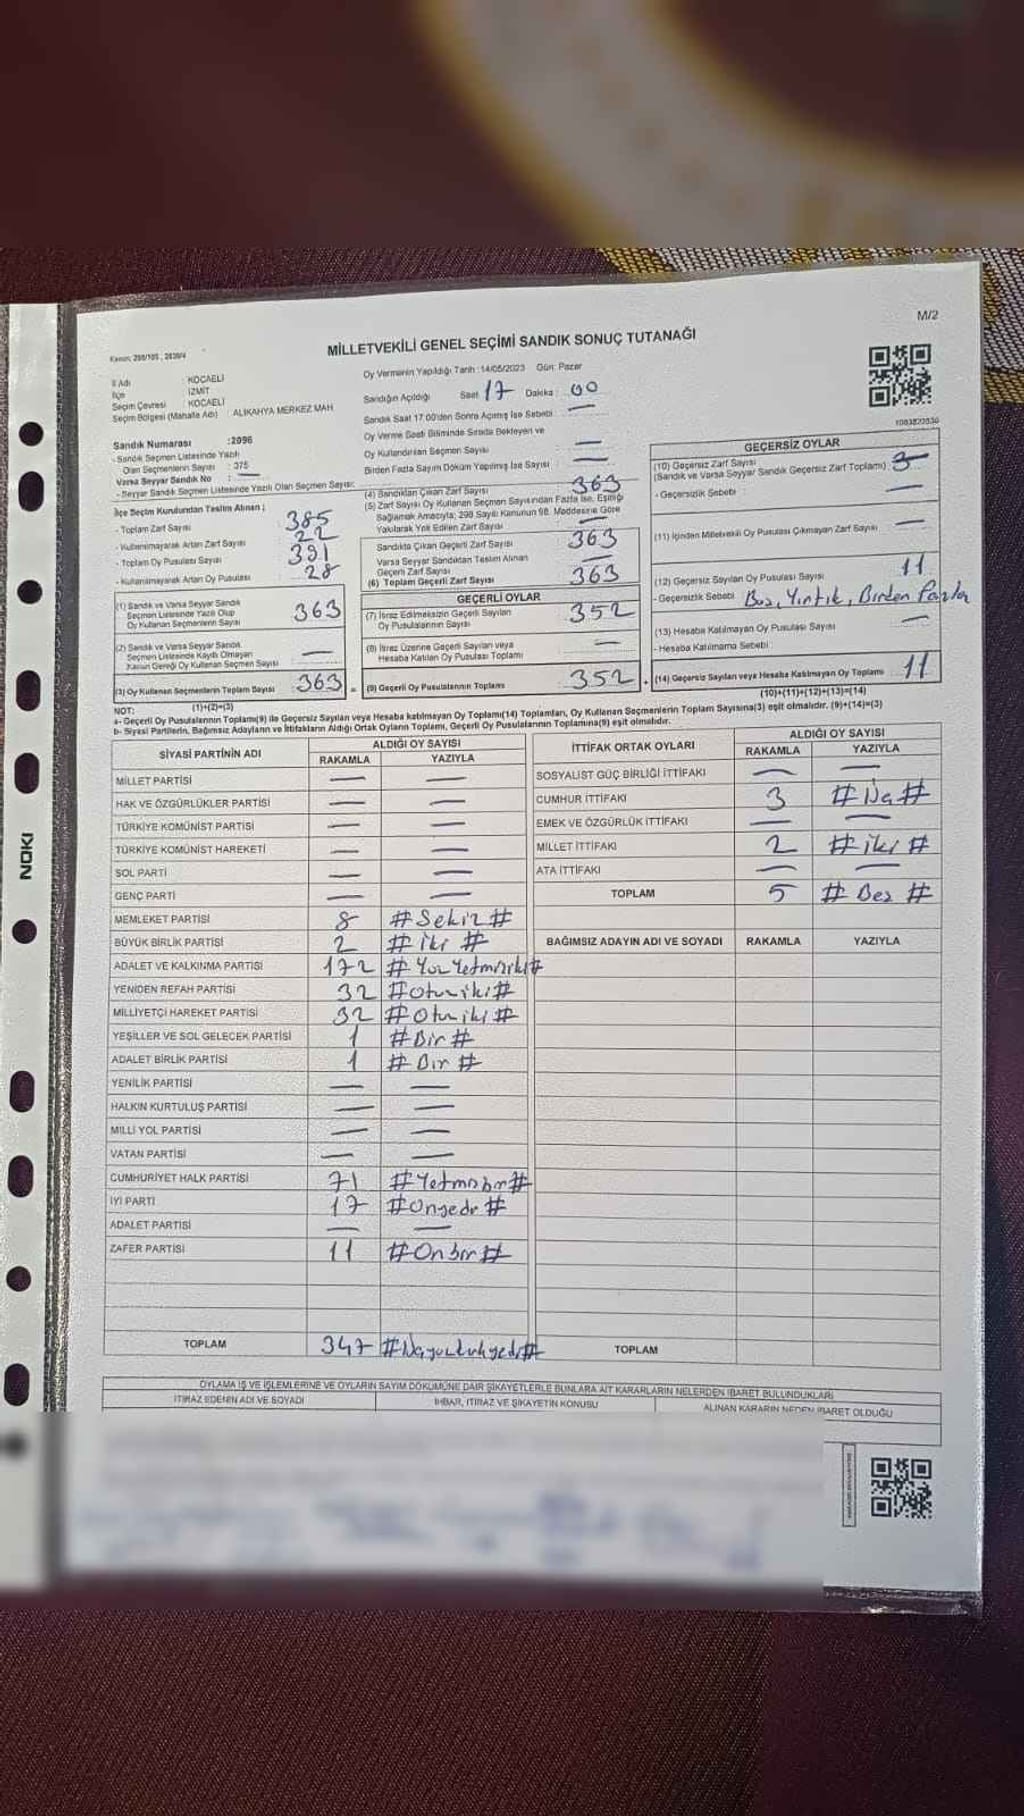 M/2
Kanun: 298/105 , 2839/4
MİLLETVEKİLİ GENEL SEÇİMİ SANDIK SONUÇ TUTANAĞI
İl Adı : KOCAELİ
İlçe : İZMİT
Seçim Çevresi : KOCAELİ
Seçim Bölgesi (Mahalle Adı) ALİKAHYA MERKEZ MAH.
Oy Vermenin Yapıldığı Tarih : 14/05/2023 Gün: Pazar
Sandığın Açıldığı Saat 17 Dakika : 00
Sandık Saat 17:00'den Sonra Açılmış İse Sebebi : —
Oy Verme Saati Bitiminde Sırada Bekleyen ve
Oy Kullandırılan Seçmen Sayısı —
Birden Fazla Sayım Döküm Yapılmış İse Sayısı : —
Sandık Numarası :2096
- Sandık Seçmen Listesinde Yazılı
Olan Seçmenlerin Sayısı : 375
Varsa Seyyar Sandık No : —
- Seyyar Sandık Seçmen Listesinde Yazılı Olan Seçmen Sayısı:
İlçe Seçim Kurulundan Teslim Alınan ;
- Toplam Zarf Sayısı 385
- Kullanılmayarak Artan Zarf Sayısı 22
- Toplam Oy Pusulası Sayısı 391
- Kullanılmayarak Artan Oy Pusulası 28
(1) Sandık ve Varsa Seyyar Sandık
Seçmen Listesinde Yazılı Olup
Oy Kullanan Seçmenlerin Sayısı 363
(2) Sandık ve Varsa Seyyar Sandık
Seçmen Listesinde Kayıtlı Olmayan
Kanun Gereği Oy Kullanan Seçmen Sayısı —
(3) Oy Kullanan Seçmenlerin Toplam Sayısı 363 =
(1)+(2)=(3)
(4) Sandıktan Çıkan Zarf Sayısı 363
(5) Zarf Sayısı Oy Kullanan Seçmen Sayısından Fazla İse, Eşitliği
Sağlamak Amacıyla; 298 Sayılı Kanunun 98. Maddesine Göre
Yakılarak Yok Edilen Zarf Sayısı —
Sandıkta Çıkan Geçerli Zarf Sayısı 363
Varsa Seyyar Sandıktan Teslim Alınan
Geçerli Zarf Sayısı —
(6) Toplam Geçerli Zarf Sayısı 363
GEÇERLİ OYLAR
(7) İtiraz Edilmeksizin Geçerli Sayılan
Oy Pusulalarının Sayısı 352
(8) İtiraz Üzerine Geçerli Sayılan veya
Hesaba Katılan Oy Pusulası Toplamı —
(9) Geçerli Oy Pusulalarının Toplamı 352 +
1083820830
GEÇERSİZ OYLAR
(10) Geçersiz Zarf Sayısı
(Sandık ve Varsa Seyyar Sandık Geçersiz Zarf Toplamı)
- Geçersizlik Sebebi : —
(11) İçinden Milletvekili Oy Pusulası Çıkmayan Zarf Sayısı —
(12) Geçersiz Sayılan Oy Pusulası Sayısı 11
- Geçersizlik Sebebi Boş, Yırtık, Birden Fazla
(13) Hesaba Katılmayan Oy Pusulası Sayısı —
- Hesaba Katılmama Sebebi :
(14) Geçersiz Sayılan veya Hesaba Katılmayan Oy Toplamı 11
(10)+(11)+(12)+(13)=(14)
NOT:
a- Geçerli Oy Pusulalarının Toplamı(9) ile Geçersiz Sayılan veya Hesaba katılmayan Oy Toplamı(14) Toplamları, Oy Kullanan Seçmenlerin Toplam Sayısına(3) eşit olmalıdır. (9)+(14)=(3)
b- Siyasi Partilerin, Bağımsız Adayların ve İttifakların Aldığı Ortak Oyların Toplamı, Geçerli Oy Pusulalarının Toplamına(9) eşit olmalıdır.
SİYASİ PARTİNİN ADI ALDIĞI OY SAYISI
RAKAMLA YAZIYLA
MİLLET PARTİSİ — —
HAK VE ÖZGÜRLÜKLER PARTİSİ — —
TÜRKİYE KOMÜNİST PARTİSİ — —
TÜRKİYE KOMÜNİST HAREKETİ — —
SOL PARTİ — —
GENÇ PARTİ — —
MEMLEKET PARTİSİ 8 #Sekiz#
BÜYÜK BİRLİK PARTİSİ 2 #iki#
ADALET VE KALKINMA PARTİSİ 172 #Yüzyetmişiki#
YENİDEN REFAH PARTİSİ 32 #Otuziki#
MİLLİYETÇİ HAREKET PARTİSİ 32 #Otuziki#
YEŞİLLER VE SOL GELECEK PARTİSİ 1 #Bir#
ADALET BİRLİK PARTİSİ 1 #Bir#
YENİLİK PARTİSİ — —
HALKIN KURTULUŞ PARTİSİ — —
MİLLİ YOL PARTİSİ — —
VATAN PARTİSİ — —
CUMHURİYET HALK PARTİSİ 71 #Yetmişbir#
İYİ PARTİ 17 #Onyedi#
ADALET PARTİSİ — —
ZAFER PARTİSİ 11 #Onbir#
TOPLAM 347 #Üçyüzkırkyedi#
İTTİFAK ORTAK OYLARI ALDIĞI OY SAYISI
RAKAMLA YAZIYLA
SOSYALİST GÜÇ BİRLİĞİ İTTİFAKI — —
CUMHUR İTTİFAKI 3 #Üç#
EMEK VE ÖZGÜRLÜK İTTİFAKI — —
MİLLET İTTİFAKI 2 #iki#
ATA İTTİFAKI — —
TOPLAM 5 #Beş#
BAĞIMSIZ ADAYIN ADI VE SOYADI RAKAMLA YAZIYLA
TOPLAM
OYLAMA İŞ VE İŞLEMLERİNE VE OYLARIN SAYIM DÖKÜMÜNE DAİR ŞİKAYETLERLE BUNLARA AİT KARARLARIN NELERDEN İBARET BULUNDUKLARI
İTİRAZ EDENİN ADI VE SOYADI İHBAR, İTİRAZ VE ŞİKAYETİN KONUSU ALINAN KARARIN NEDEN İBARET OLDUĞU
NOKI